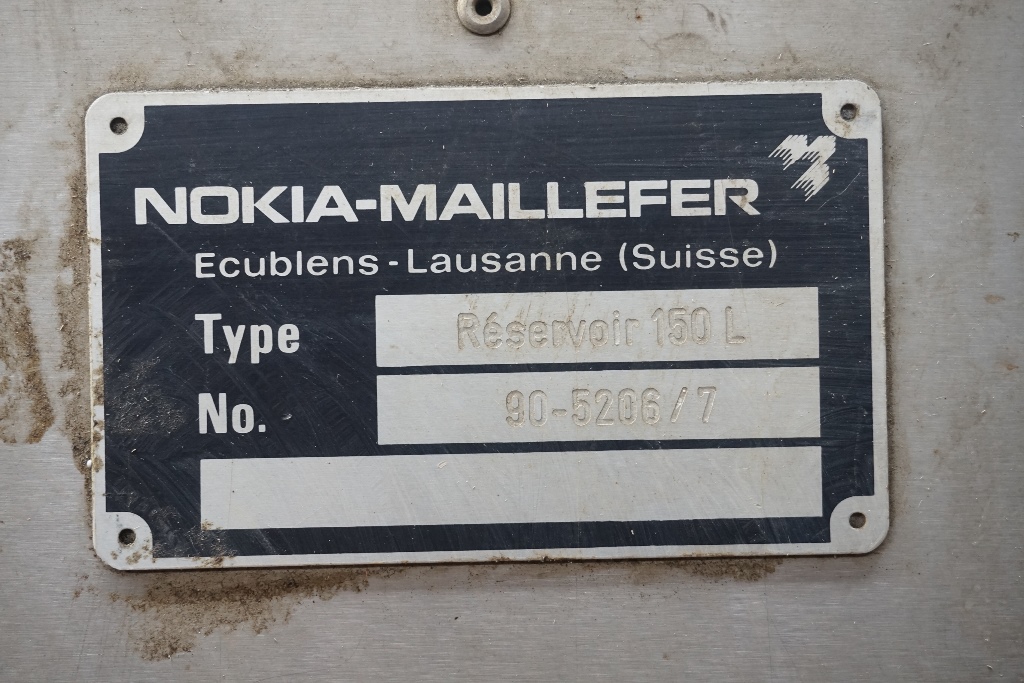 NOKIA-MAILLEFER
Ecublens - Lausanne (Suisse)
Type Réservoir 150 L
No. 90-5206/7